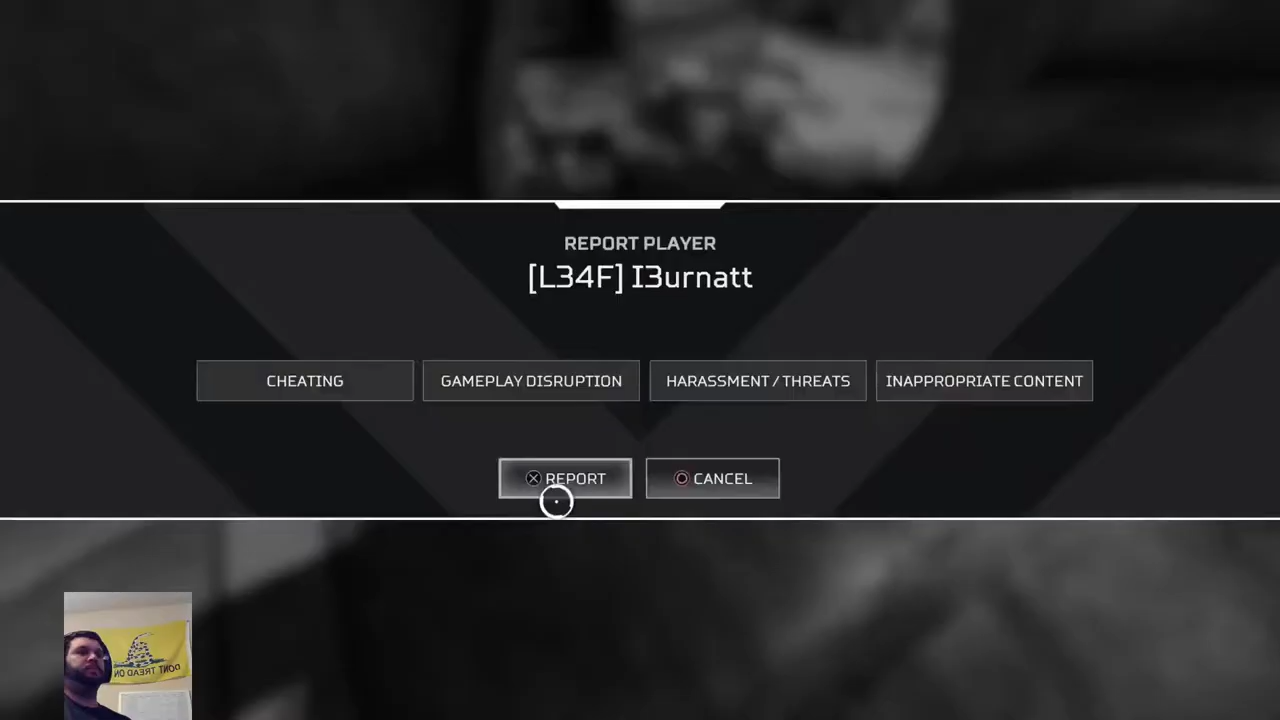 REPORT PLAYER
[L34F] I3urnatt
CHEATING
GAMEPLAY DISRUPTION
HARASSMENT / THREATS
INAPPROPRIATE CONTENT
REPORT
CANCEL
DONT TREAD ON